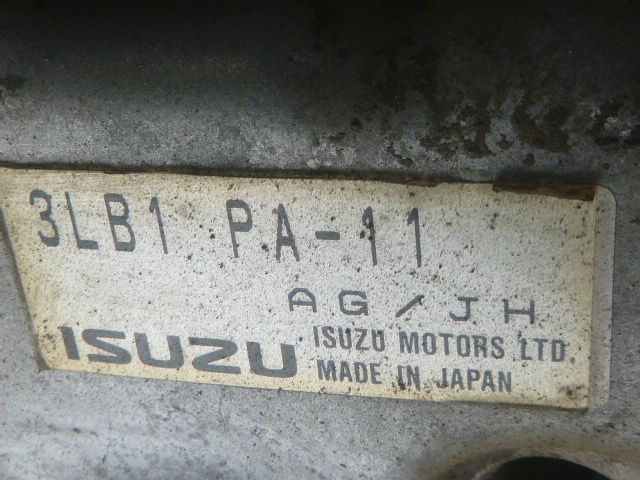 3LB1 PA-11
AG/JH
ISUZU
ISUZU MOTORS LTD.
MADE IN JAPAN